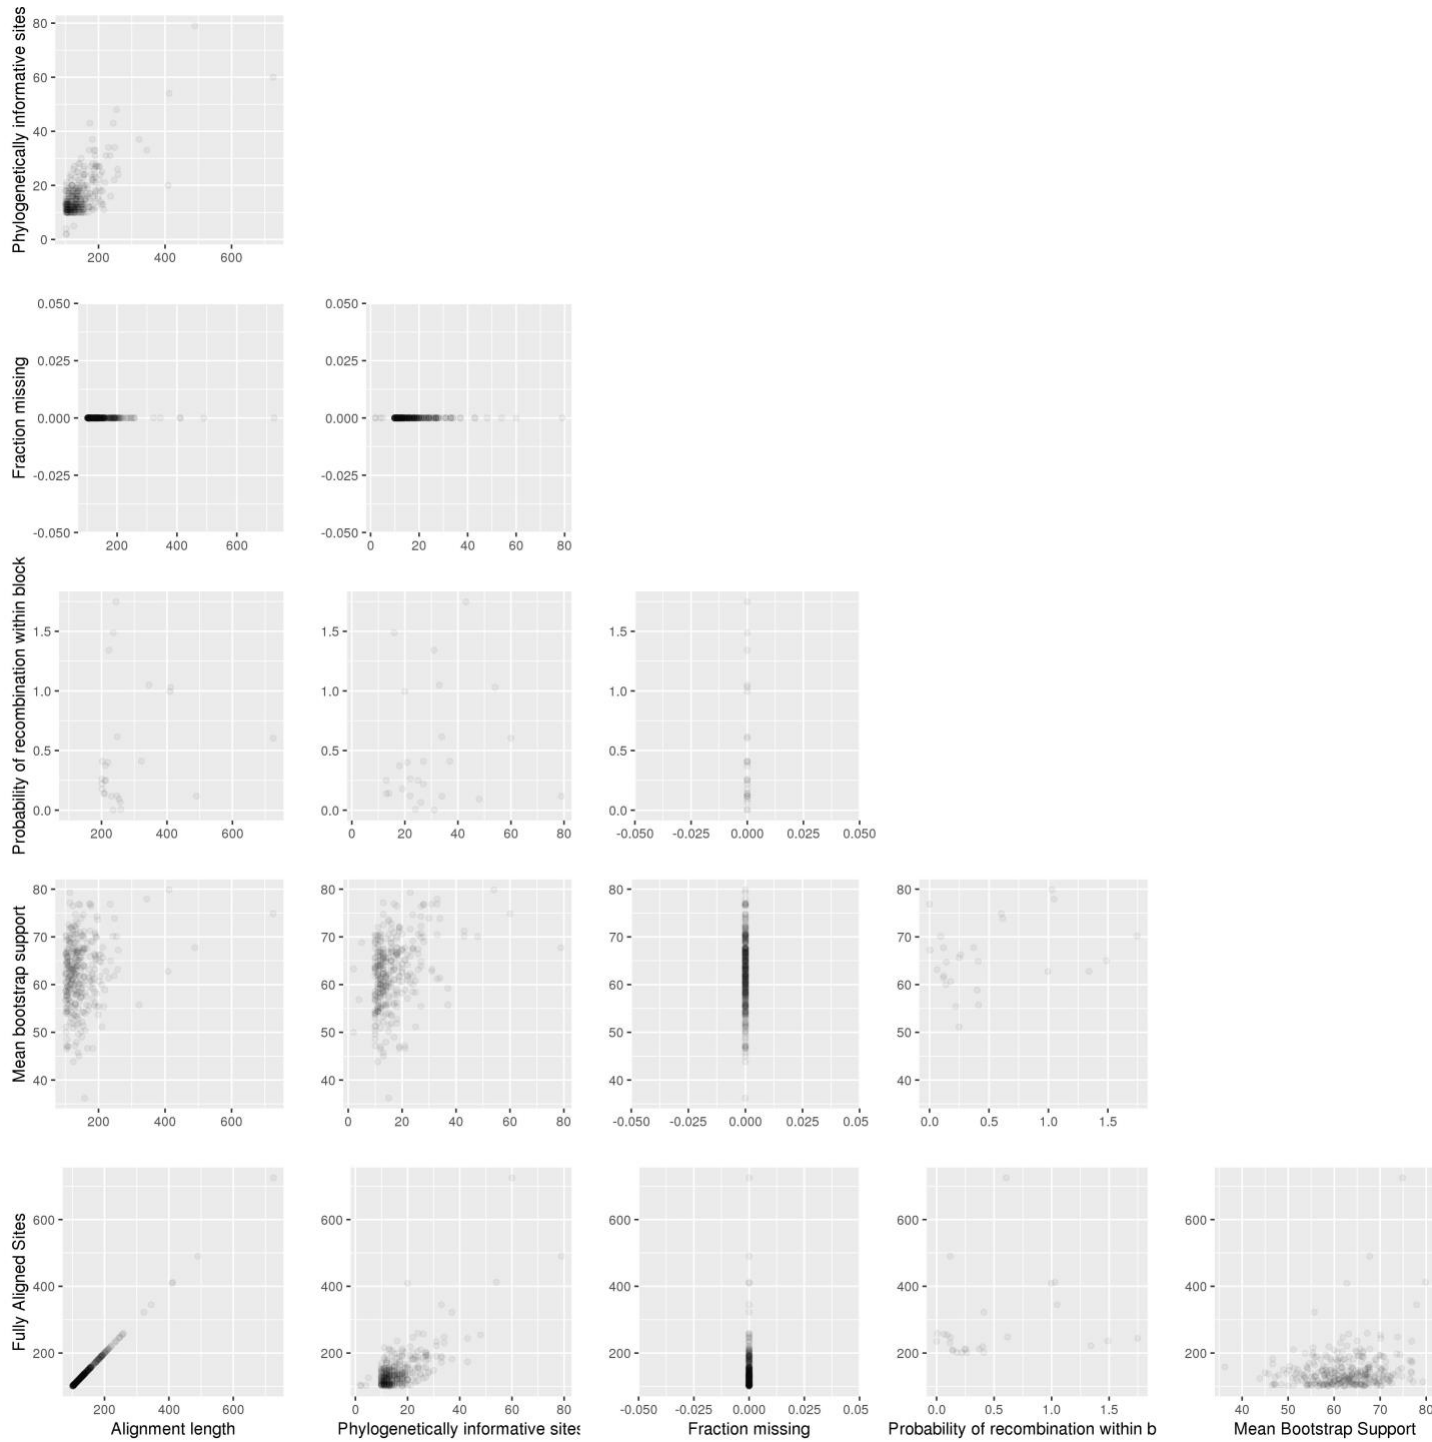 Phylogenetically informative sites
80
60
40
20
0
200 400 600
Fraction missing
0.050
0.025
0.000
-0.025
-0.050
200 400 600
0.050
0.025
0.000
-0.025
-0.050
0 20 40 60 80
Probability of recombination within block
1.5
1.0
0.5
0.0
200 400 600
1.5
1.0
0.5
0.0
0 20 40 60 80
1.5
1.0
0.5
0.0
-0.050 -0.025 0.000 0.025 0.050
Mean bootstrap support
80
70
60
50
40
200 400 600
80
70
60
50
40
0 20 40 60 80
80
70
60
50
40
-0.050 -0.025 0.000 0.025 0.05
80
70
60
50
40
0.0 0.5 1.0 1.5
Fully Aligned Sites
600
400
200
200 400 600
Alignment length
600
400
200
0 20 40 60 80
Phylogenetically informative sites
600
400
200
-0.050 -0.025 0.000 0.025 0.05
Fraction missing
600
400
200
0.0 0.5 1.0 1.5
Probability of recombination within b
600
400
200
40 50 60 70 80
Mean Bootstrap Support